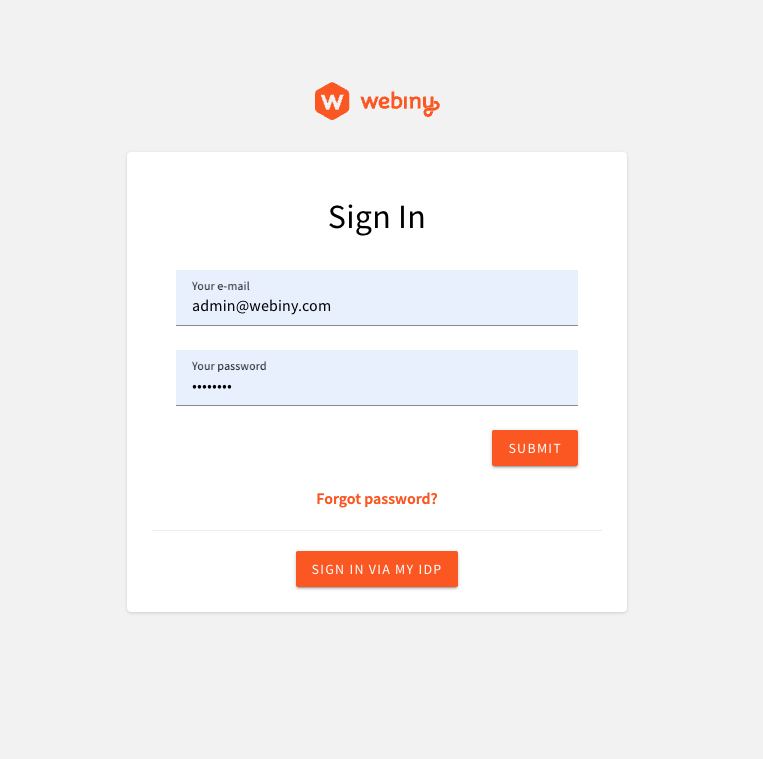 W webiny
Sign In
Your e-mail
admin@webiny.com
Your password
••••••••
SUBMIT
Forgot password?
SIGN IN VIA MY IDP